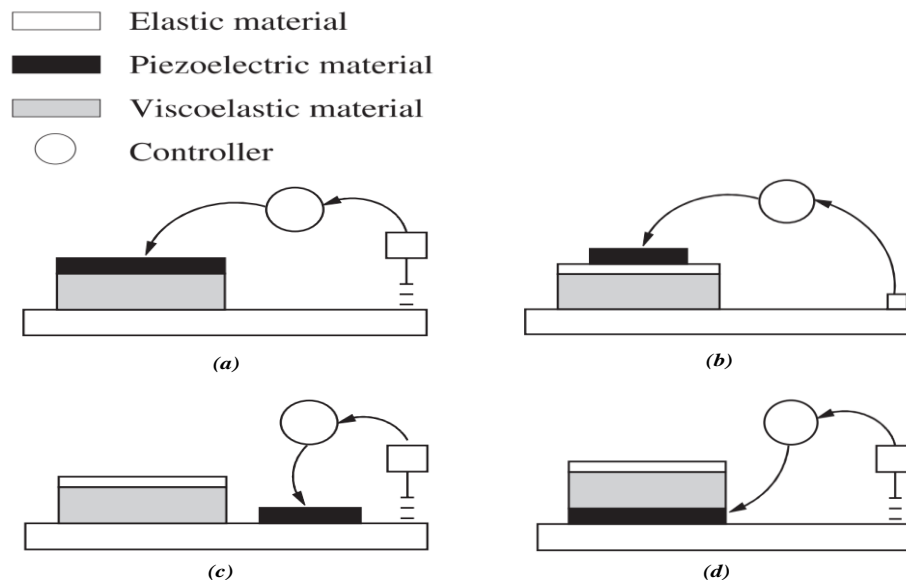 Elastic material
Piezoelectric material
Viscoelastic material
Controller
(a)
(b)
(c)
(d)